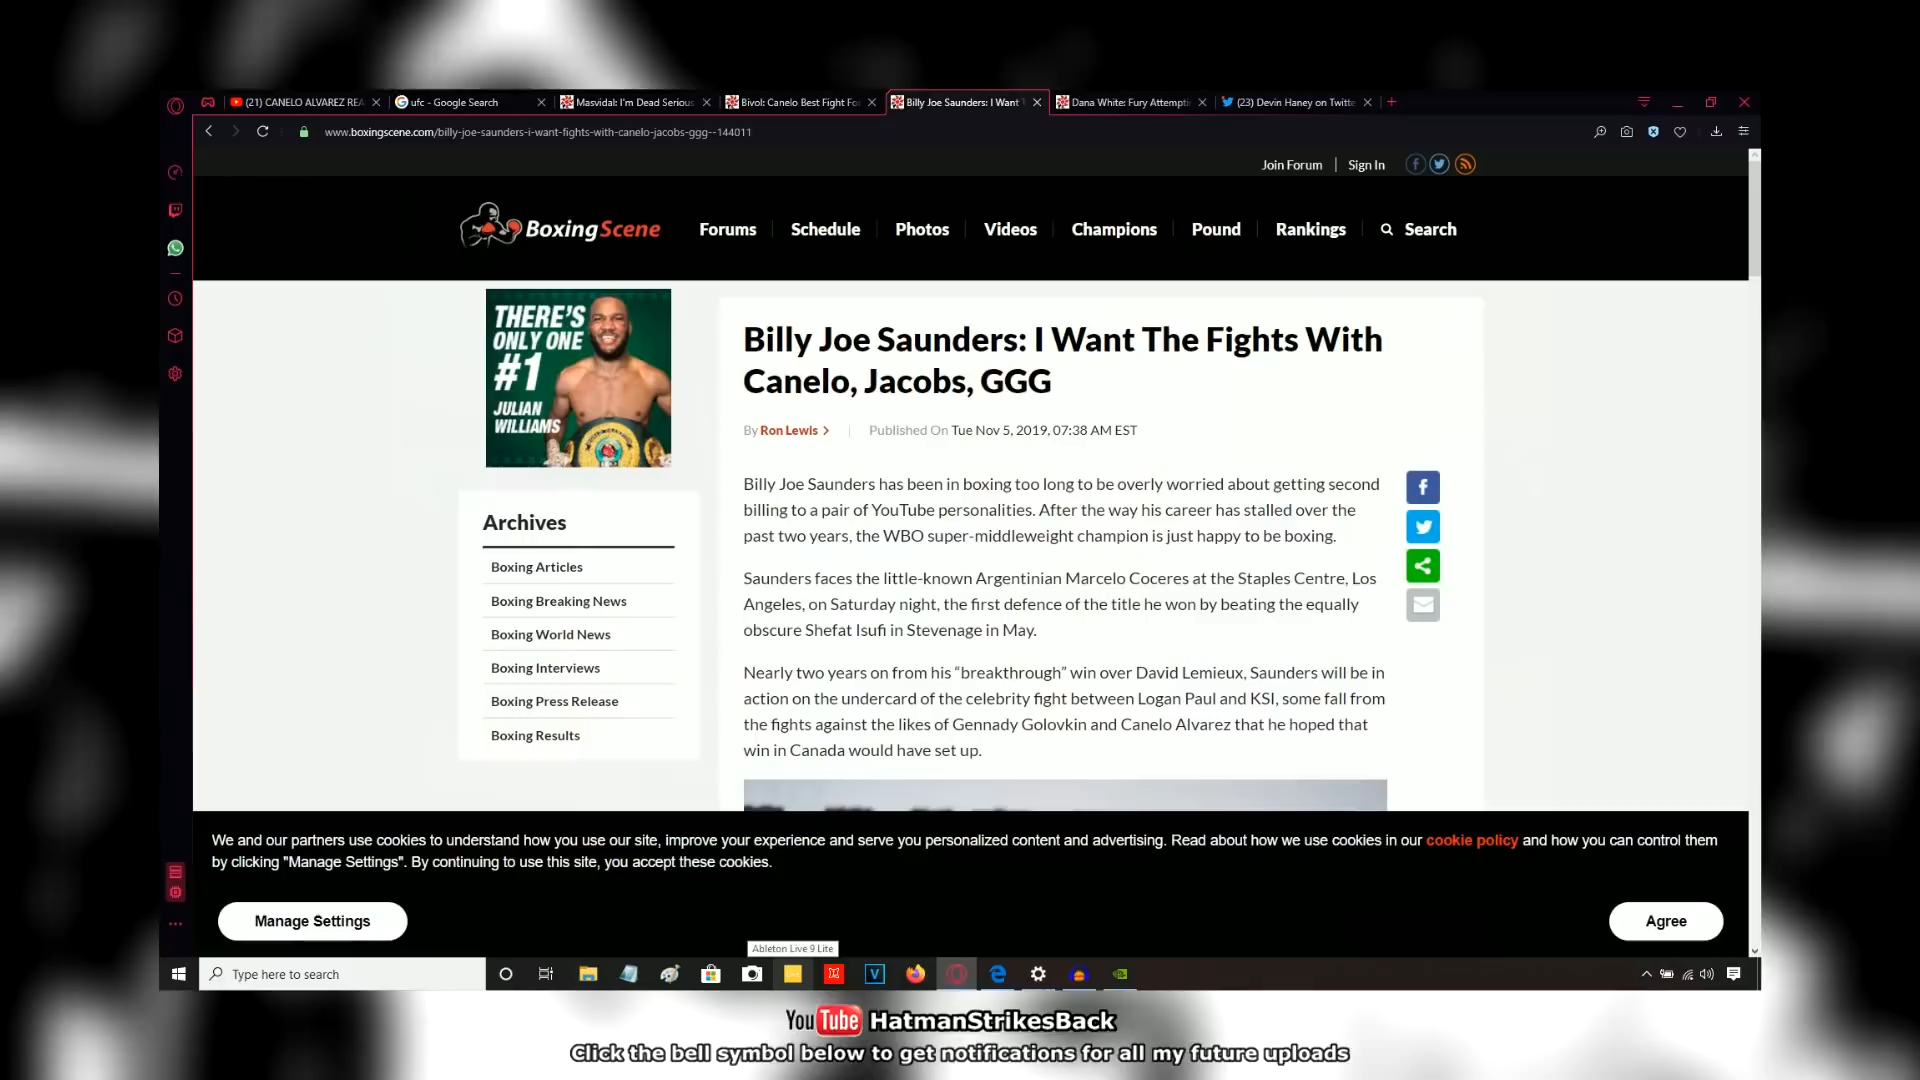 (21) CANELO ALVAREZ REA
ufc - Google Search
Masvidal: I'm Dead Serious
Bivol: Canelo Best Fight For
Billy Joe Saunders: I Want
Dana White: Fury Attempti
(23) Devin Haney on Twitte
www.boxingscene.com/billy-joe-saunders-i-want-fights-with-canelo-jacobs-ggg--144011
Join Forum | Sign In
BoxingScene
Forums Schedule Photos Videos Champions Pound Rankings Search
THERE'S
ONLY ONE
#1
JULIAN
WILLIAMS
Archives
Boxing Articles
Boxing Breaking News
Boxing World News
Boxing Interviews
Boxing Press Release
Boxing Results
Billy Joe Saunders: I Want The Fights With
Canelo, Jacobs, GGG
By Ron Lewis > Published On Tue Nov 5, 2019, 07:38 AM EST
Billy Joe Saunders has been in boxing too long to be overly worried about getting second
billing to a pair of YouTube personalities. After the way his career has stalled over the
past two years, the WBO super-middleweight champion is just happy to be boxing.
Saunders faces the little-known Argentinian Marcelo Coceres at the Staples Centre, Los
Angeles, on Saturday night, the first defence of the title he won by beating the equally
obscure Shefat Isufi in Stevenage in May.
Nearly two years on from his “breakthrough” win over David Lemieux, Saunders will be in
action on the undercard of the celebrity fight between Logan Paul and KSI, some fall from
the fights against the likes of Gennady Golovkin and Canelo Alvarez that he hoped that
win in Canada would have set up.
We and our partners use cookies to understand how you use our site, improve your experience and serve you personalized content and advertising. Read about how we use cookies in our cookie policy and how you can control them
by clicking "Manage Settings". By continuing to use this site, you accept these cookies.
Manage Settings
Agree
Ableton Live 9 Lite
Type here to search
YouTube HatmanStrikesBack
Click the bell symbol below to get notifications for all my future uploads